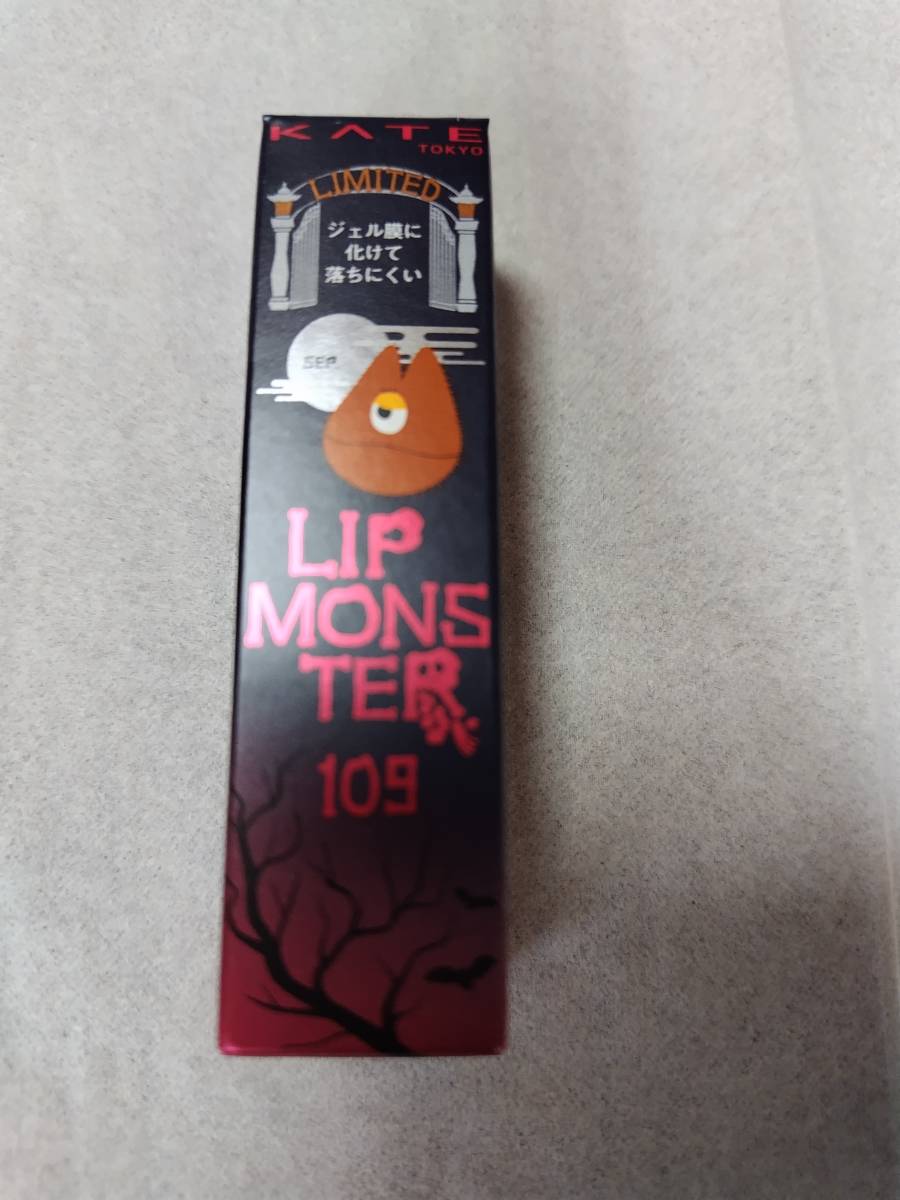 KATE
TOKYO
LIMITED
ジェル膜に
化けて
落ちにくい
SEP
LIP
MONS
TER
109